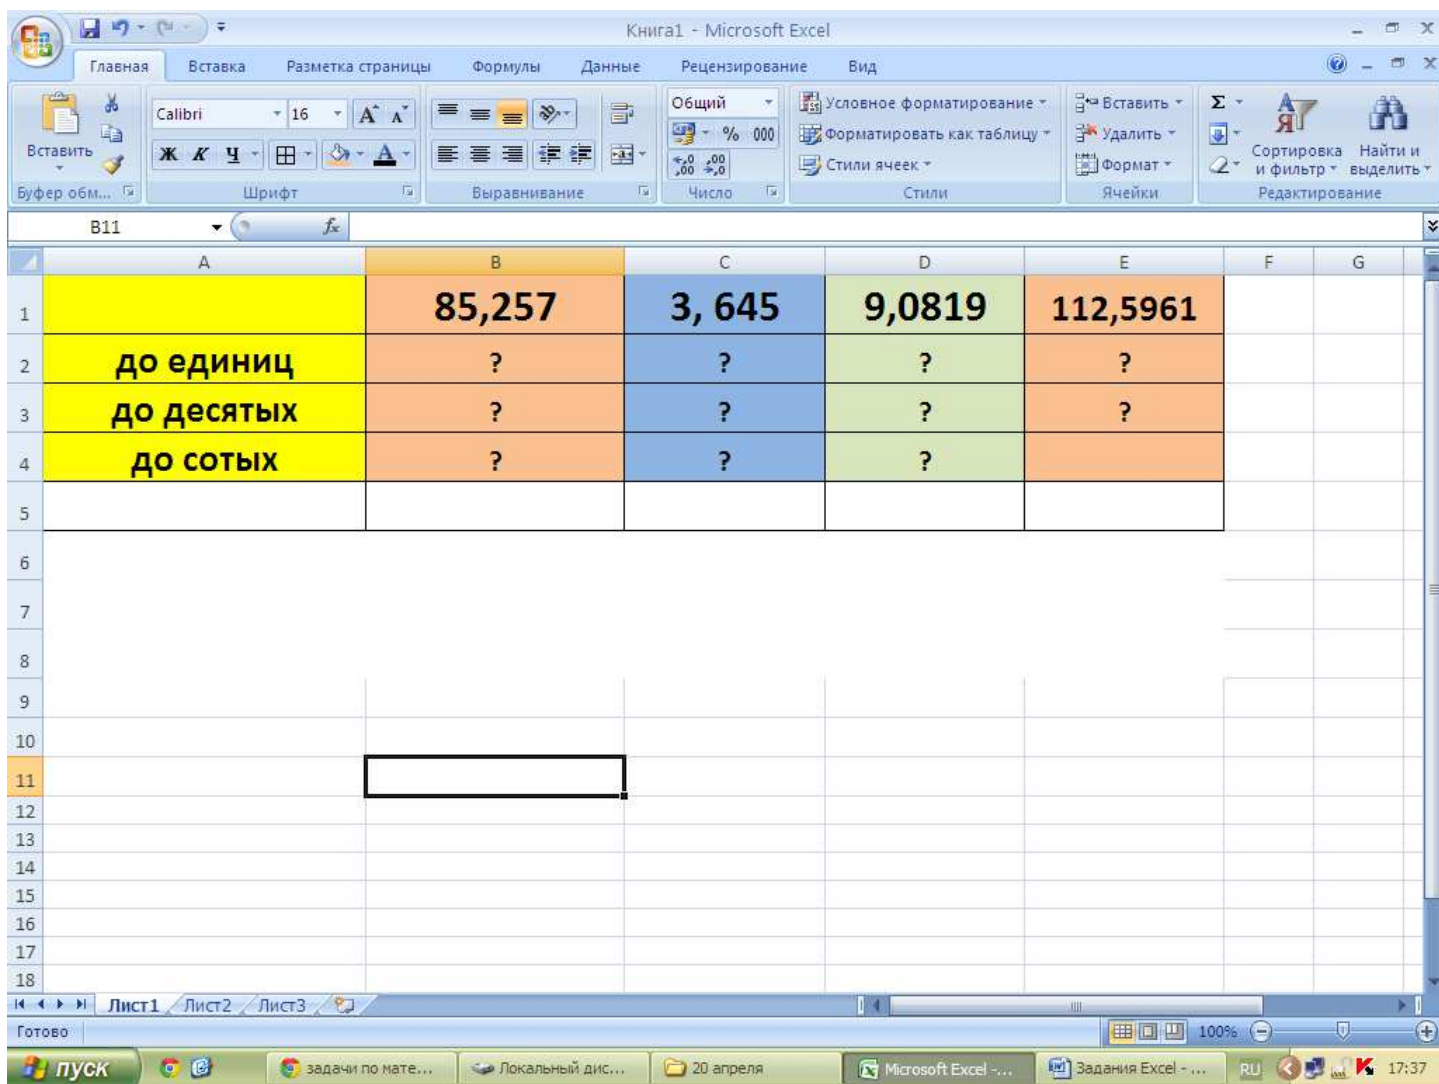 Книга1 - Microsoft Excel
Главная Вставка Разметка страницы Формулы Данные Рецензирование Вид
Вставить
Буфер обм...
Calibri 16
Ж К Ч
Шрифт
Выравнивание
Общий
% 000
Число
Условное форматирование
Форматировать как таблицу
Стили ячеек
Стили
Вставить
Удалить
Формат
Ячейки
Сортировка и фильтр
Найти и выделить
Редактирование
B11 fx
A B C D E F G
1 85,257 3, 645 9,0819 112,5961
2 до единиц ? ? ? ?
3 до десятых ? ? ? ?
4 до сотых ? ? ?
5
6
7
8
9
10
11
12
13
14
15
16
17
18
Лист1 Лист2 Лист3
Готово 100%
пуск задачи по мате... Локальный дис... 20 апреля Microsoft Excel -... Задания Excel - ... RU 17:37